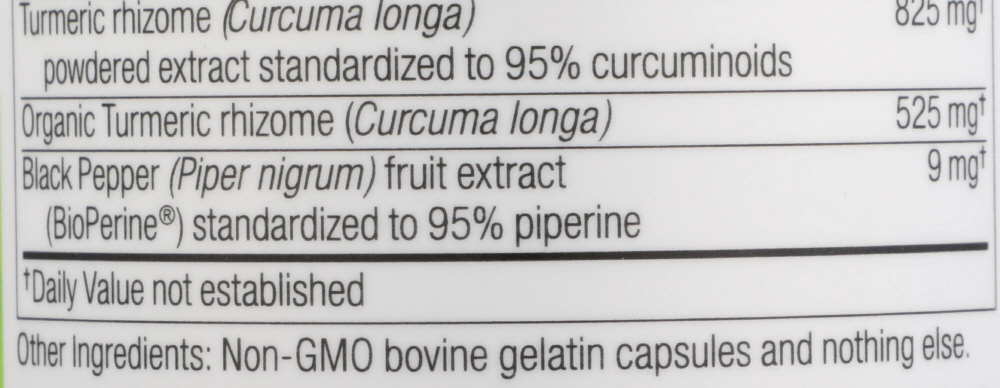 Turmeric rhizome (Curcuma longa) 825 mg†
powdered extract standardized to 95% curcuminoids
Organic Turmeric rhizome (Curcuma longa) 525 mg†
Black Pepper (Piper nigrum) fruit extract 9 mg†
(BioPerine®) standardized to 95% piperine
†Daily Value not established
Other Ingredients: Non-GMO bovine gelatin capsules and nothing else.